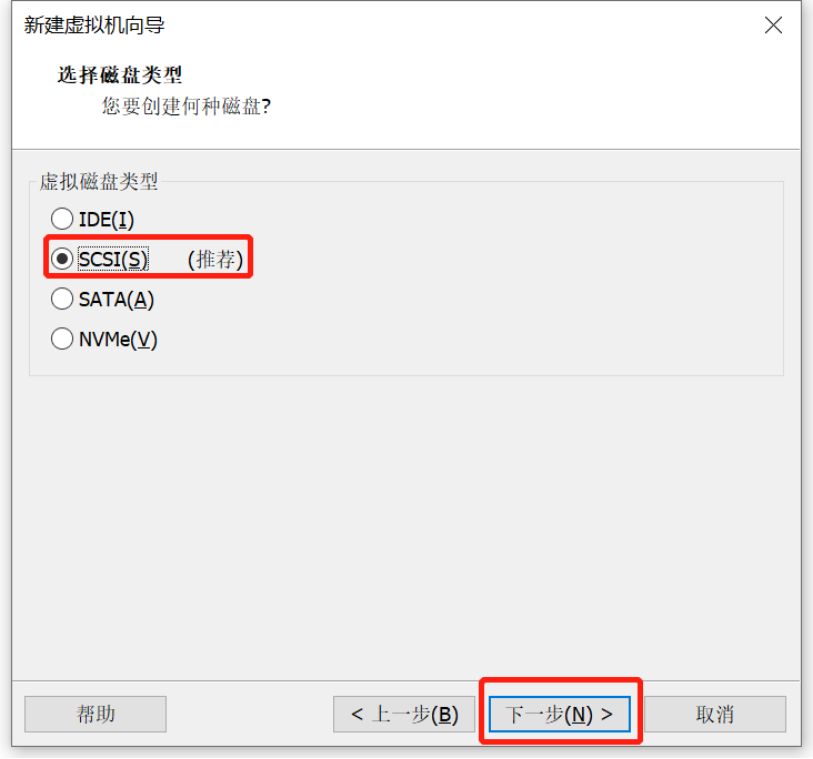 新建虚拟机向导
选择磁盘类型
您要创建何种磁盘?
虚拟磁盘类型
IDE(I)
SCSI(S) (推荐)
SATA(A)
NVMe(V)
帮助 < 上一步(B) 下一步(N) > 取消